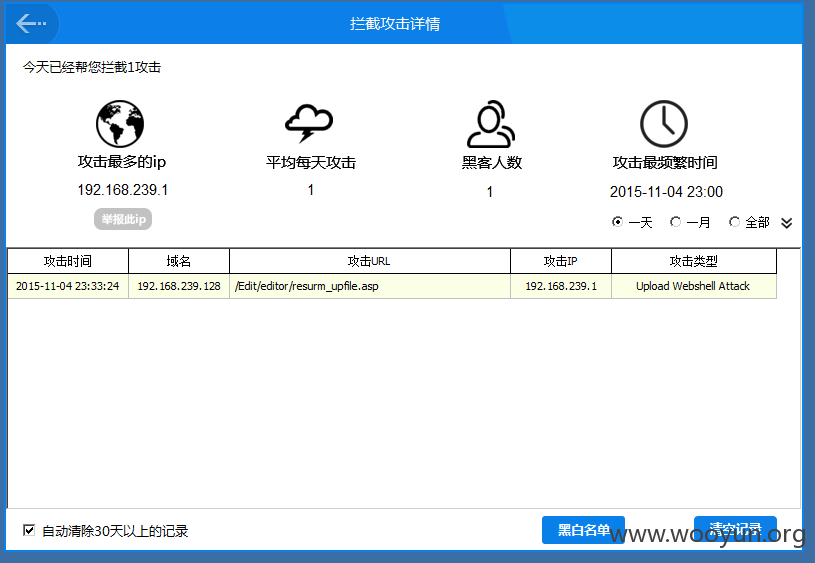 拦截攻击详情
今天已经帮您拦截1攻击
攻击最多的ip 平均每天攻击 黑客人数 攻击最频繁时间
192.168.239.1 1 1 2015-11-04 23:00
举报此ip 一天 一月 全部
攻击时间 域名 攻击URL 攻击IP 攻击类型
2015-11-04 23:33:24 192.168.239.128 /Edit/editor/resurm_upfile.asp 192.168.239.1 Upload Webshell Attack
自动清除30天以上的记录 黑白名单 清空记录
www.wooyun.org